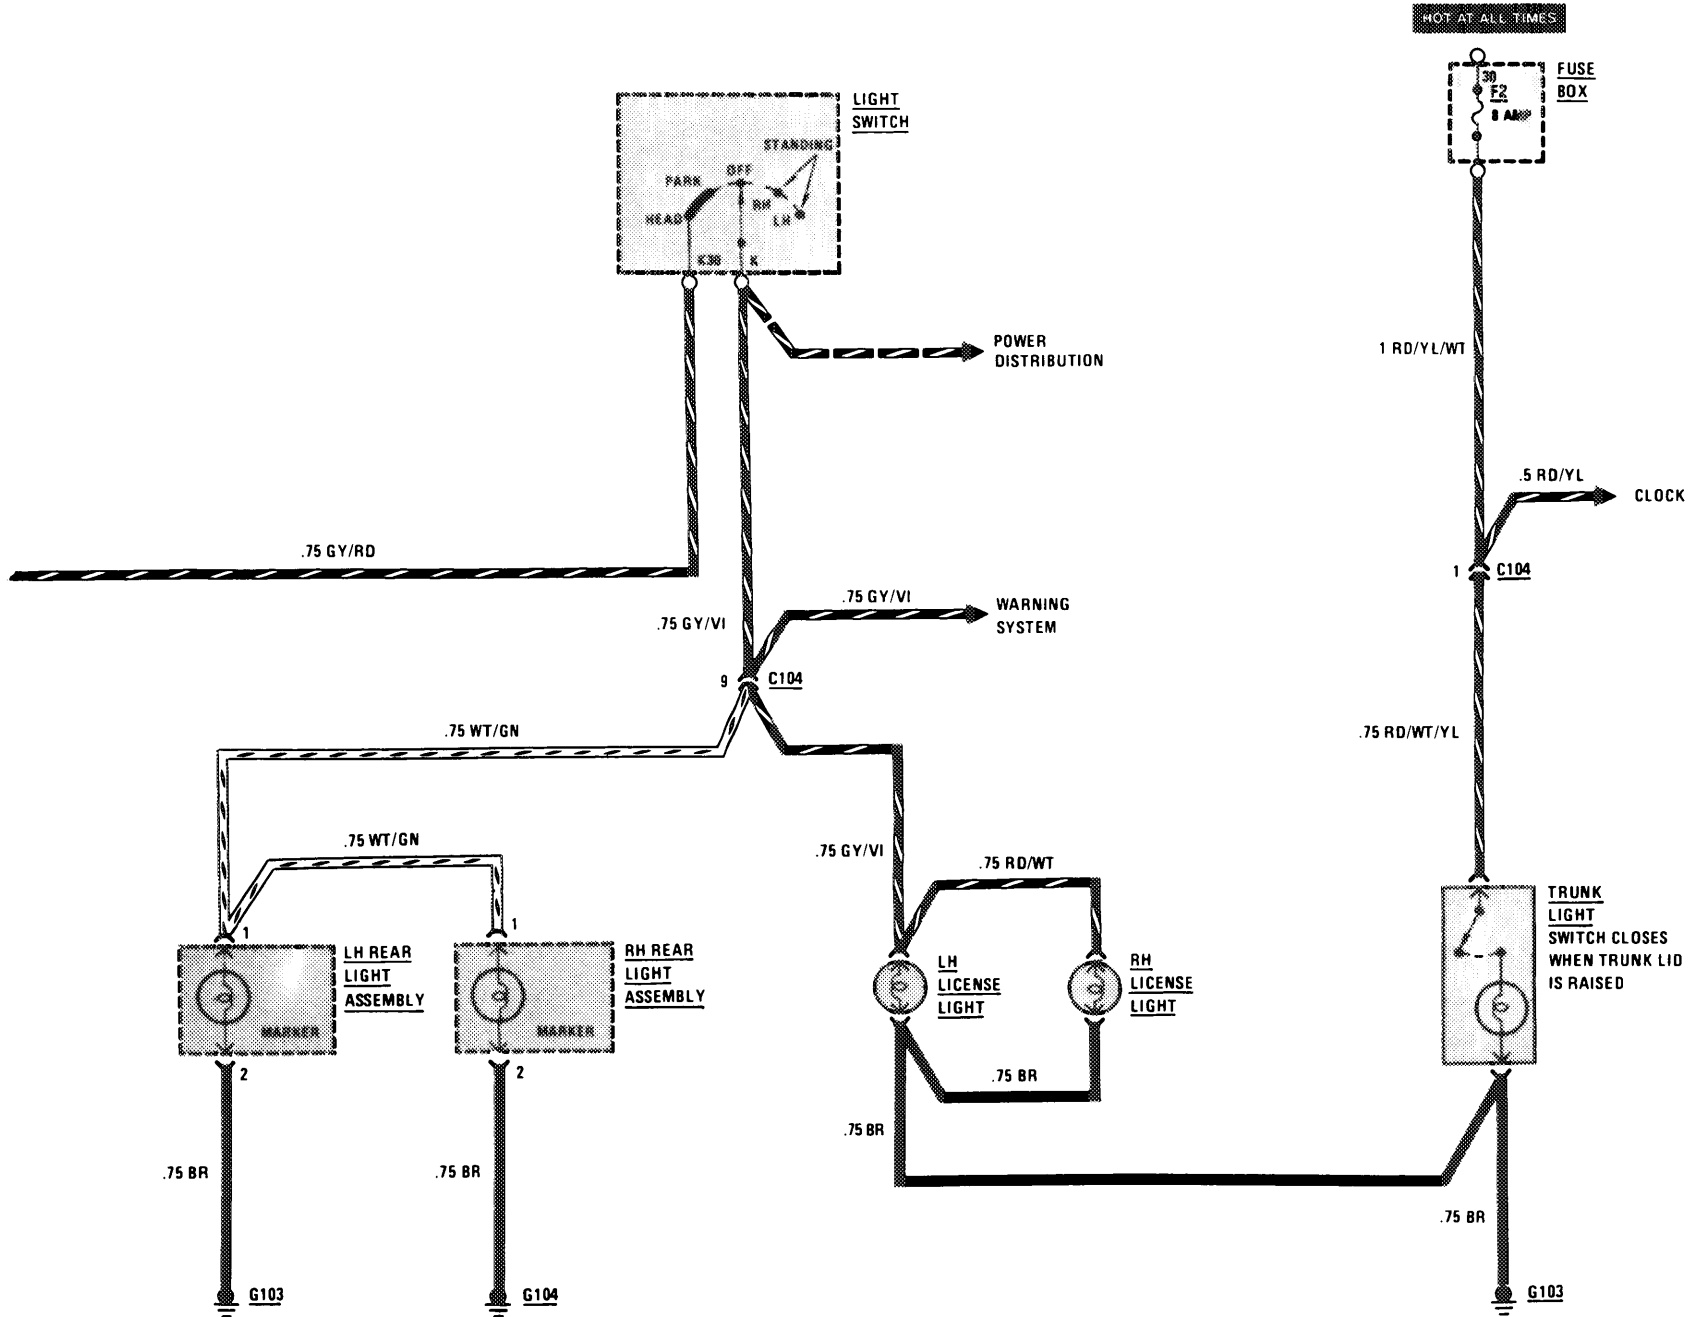 HOT AT ALL TIMES
30
F2
8 AMP
FUSE
BOX
LIGHT
SWITCH
STANDING
OFF
PARK
RH
HEAD
LH
K30
K
POWER
DISTRIBUTION
1 RD/YL/WT
.5 RD/YL
CLOCK
1
C104
.75 GY/RD
.75 GY/VI
.75 GY/VI
WARNING
SYSTEM
9
C104
.75 WT/GN
.75 RD/WT/YL
.75 WT/GN
.75 GY/VI
.75 RD/WT
1
LH REAR
LIGHT
ASSEMBLY
MARKER
2
1
RH REAR
LIGHT
ASSEMBLY
MARKER
2
LH
LICENSE
LIGHT
RH
LICENSE
LIGHT
TRUNK
LIGHT
SWITCH CLOSES
WHEN TRUNK LID
IS RAISED
.75 BR
.75 BR
.75 BR
.75 BR
.75 BR
G103
G104
G103